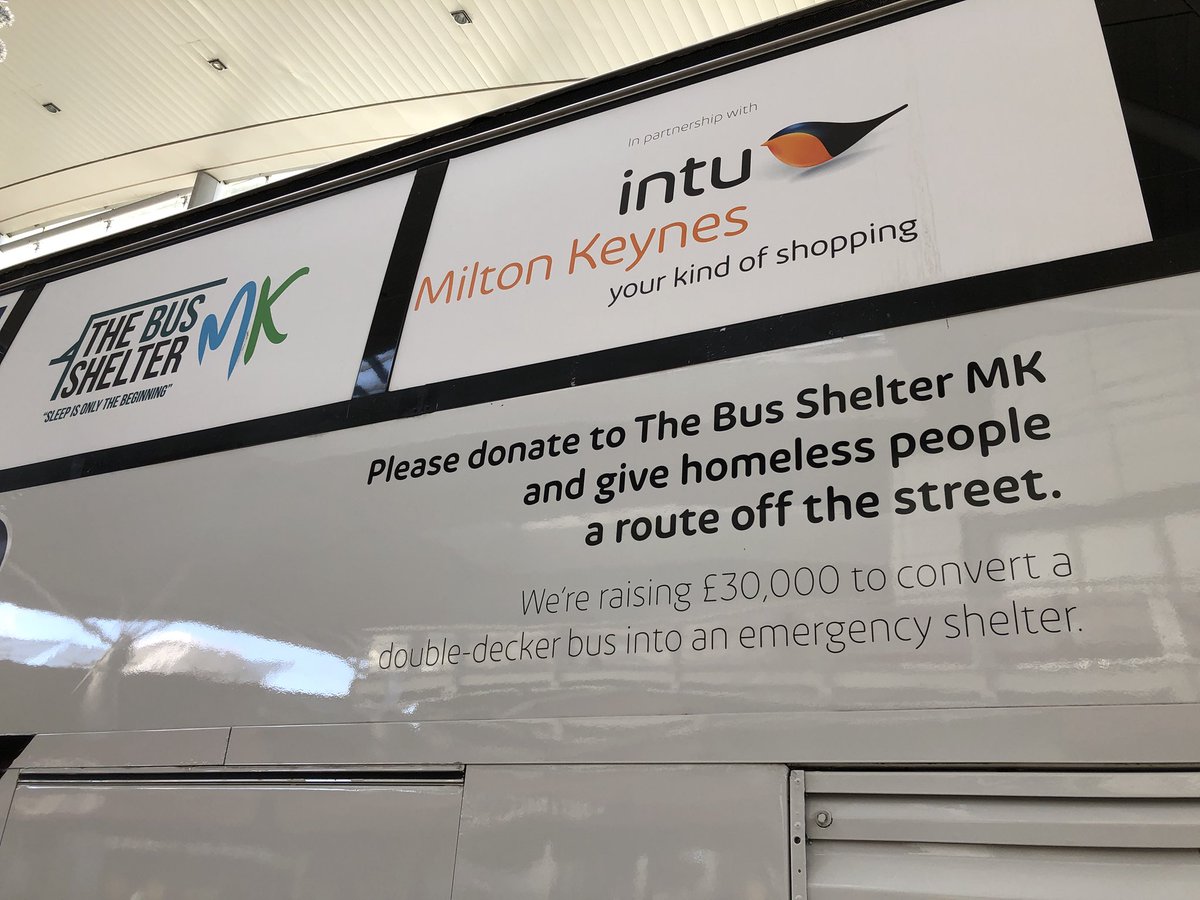 THE BUS
SHELTER
MK
"SLEEP IS ONLY THE BEGINNING"
In partnership with
intu
Milton Keynes
your kind of shopping
Please donate to The Bus Shelter MK
and give homeless people
a route off the street.
We're raising £30,000 to convert a
double-decker bus into an emergency shelter.